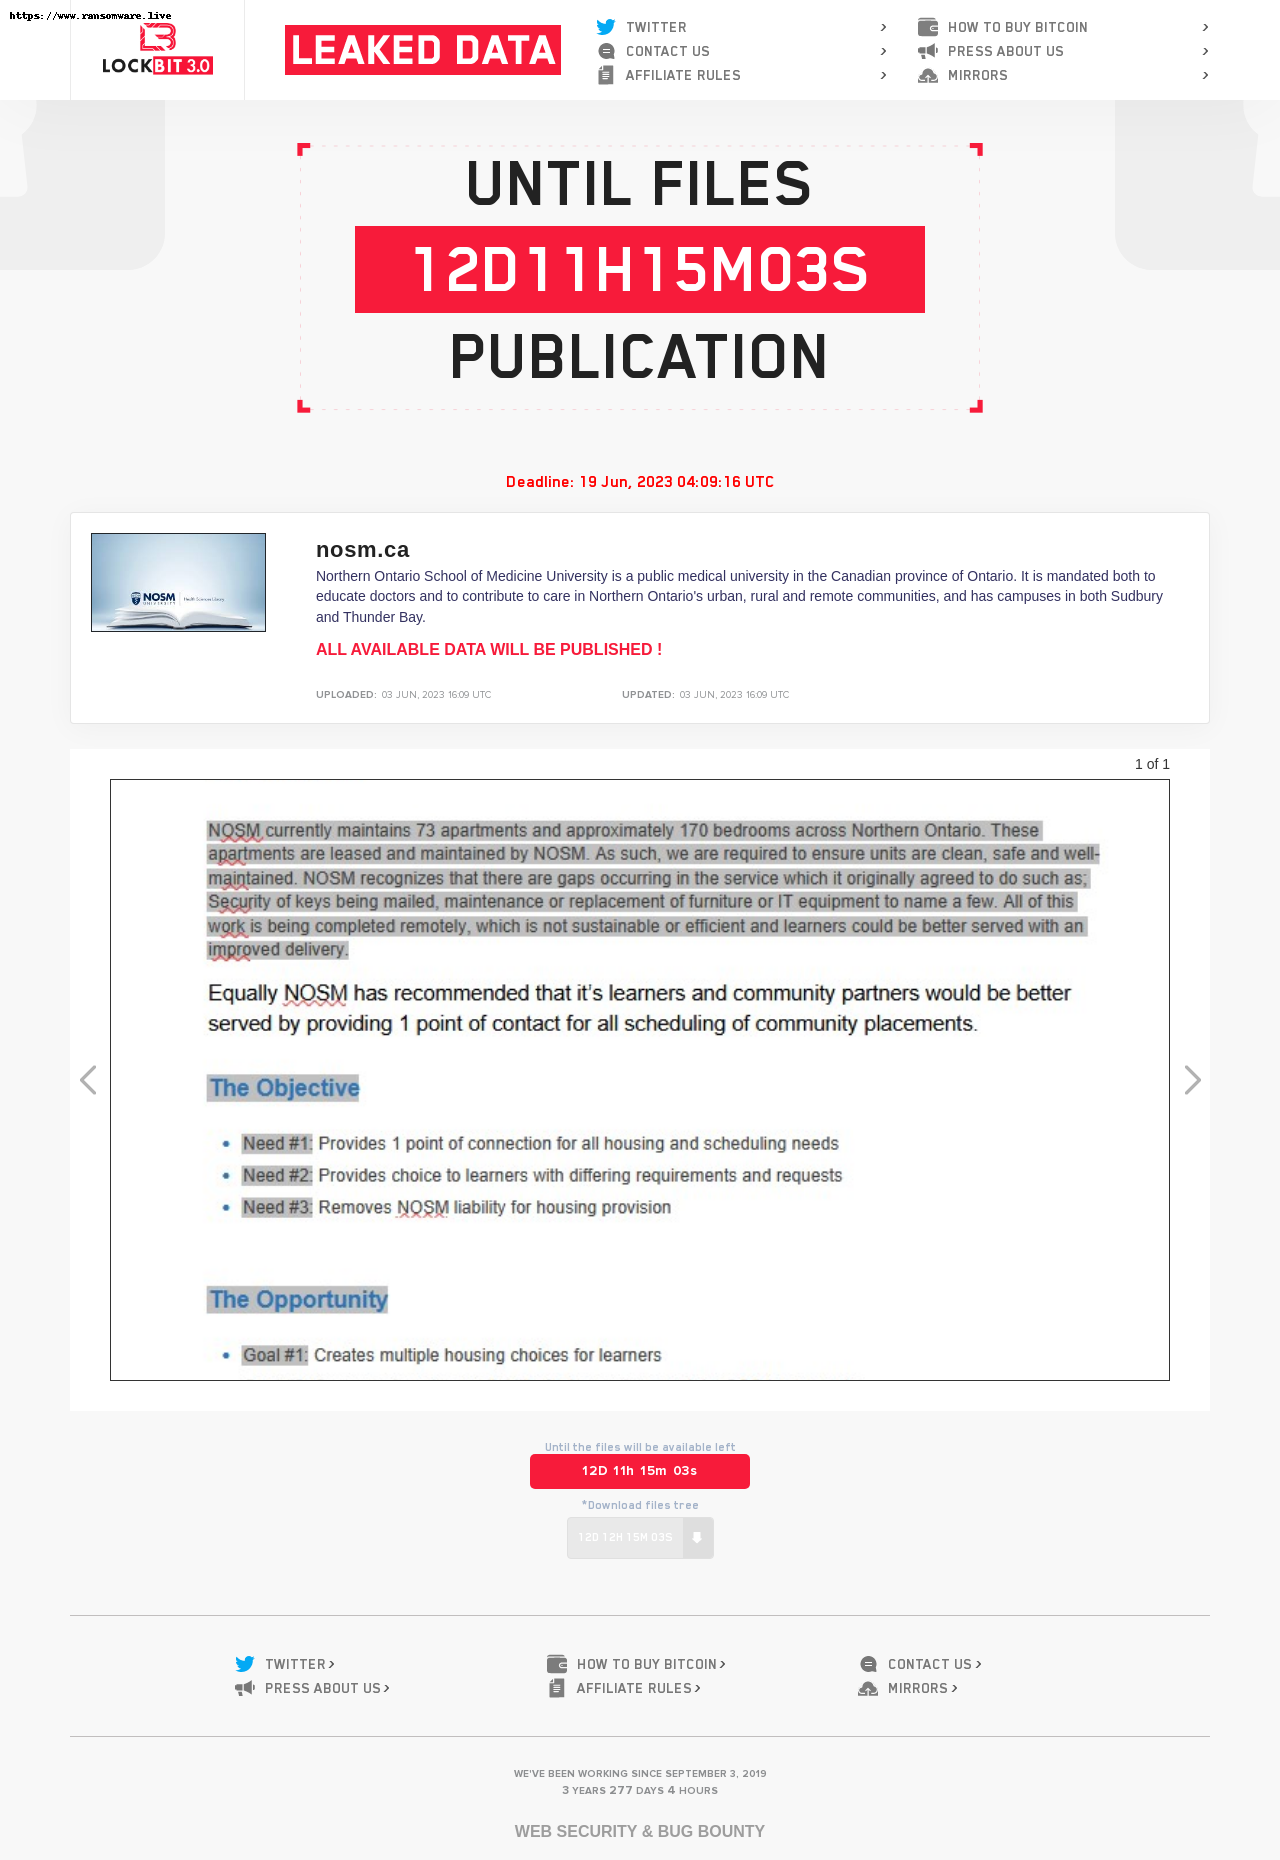 https://www.ransomware.live
LOCKBIT 3.0
LEAKED DATA
TWITTER
CONTACT US
AFFILIATE RULES
HOW TO BUY BITCOIN
PRESS ABOUT US
MIRRORS
UNTIL FILES
12D11H15M03S
PUBLICATION
Deadline: 19 Jun, 2023 04:09:16 UTC
NOSM
UNIVERSITY
Health Sciences Library
nosm.ca
Northern Ontario School of Medicine University is a public medical university in the Canadian province of Ontario. It is mandated both to
educate doctors and to contribute to care in Northern Ontario's urban, rural and remote communities, and has campuses in both Sudbury
and Thunder Bay.
ALL AVAILABLE DATA WILL BE PUBLISHED !
UPLOADED: 03 JUN, 2023 16:09 UTC
UPDATED: 03 JUN, 2023 16:09 UTC
1 of 1
NOSM currently maintains 73 apartments and approximately 170 bedrooms across Northern Ontario. These
apartments are leased and maintained by NOSM. As such, we are required to ensure units are clean, safe and well-
maintained. NOSM recognizes that there are gaps occurring in the service which it originally agreed to do such as;
Security of keys being mailed, maintenance or replacement of furniture or IT equipment to name a few. All of this
work is being completed remotely, which is not sustainable or efficient and learners could be better served with an
improved delivery.
Equally NOSM has recommended that it's learners and community partners would be better
served by providing 1 point of contact for all scheduling of community placements.
The Objective
• Need #1: Provides 1 point of connection for all housing and scheduling needs
• Need #2: Provides choice to learners with differing requirements and requests
• Need #3: Removes NOSM liability for housing provision
The Opportunity
• Goal #1: Creates multiple housing choices for learners
Until the files will be available left
12D 11h 15m 03s
*Download files tree
12D 12H 15M 03S
TWITTER
HOW TO BUY BITCOIN
CONTACT US
PRESS ABOUT US
AFFILIATE RULES
MIRRORS
WE'VE BEEN WORKING SINCE SEPTEMBER 3, 2019
3 YEARS 277 DAYS 4 HOURS
WEB SECURITY & BUG BOUNTY